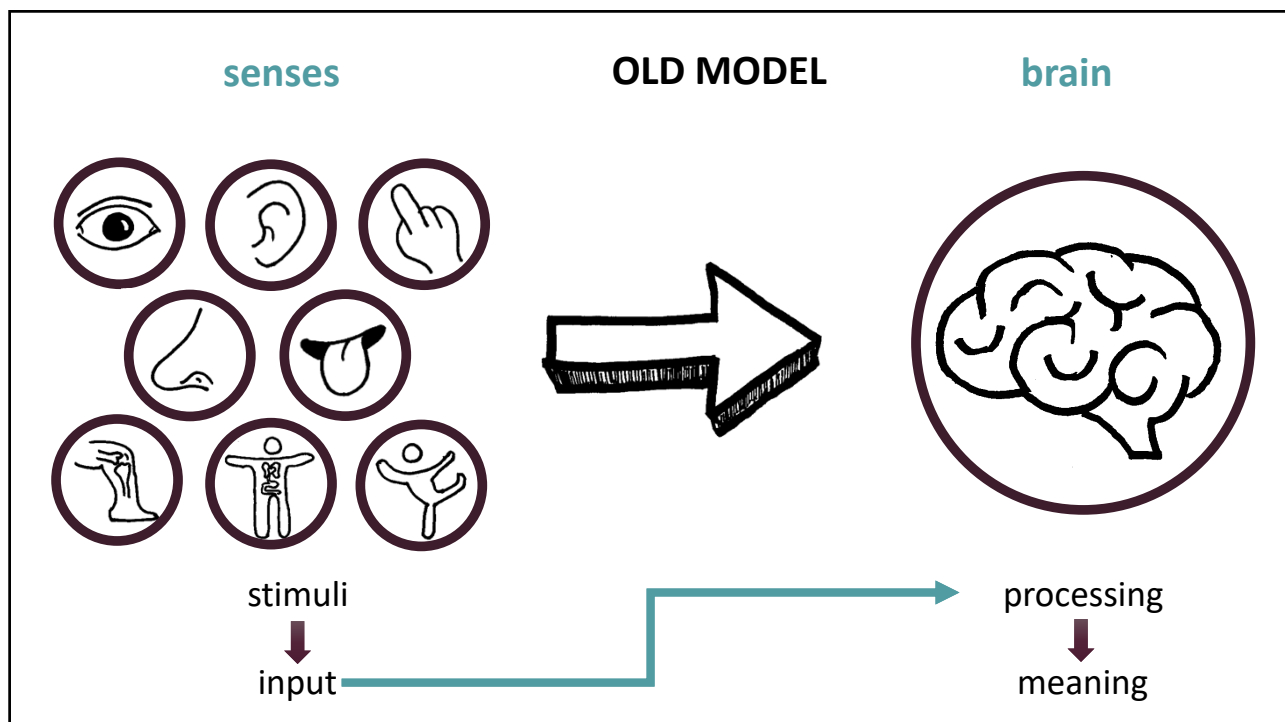 senses
OLD MODEL
brain
stimuli
input
processing
meaning